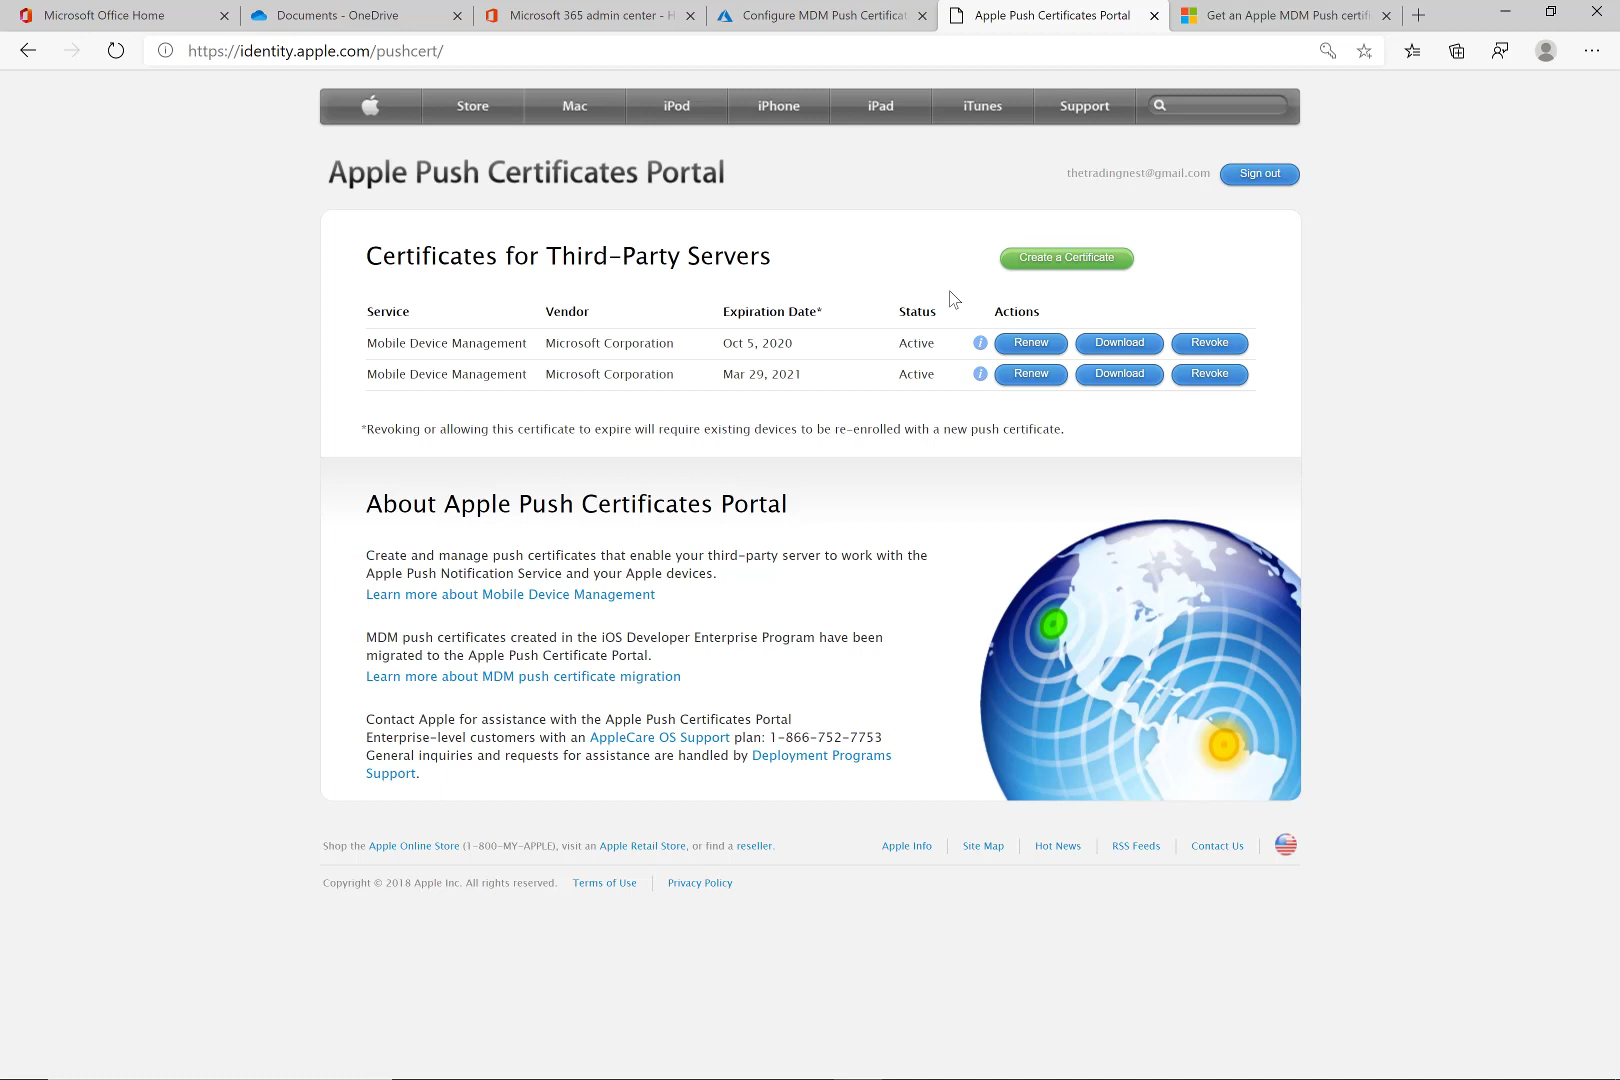 Microsoft Office Home
Documents - OneDrive
Microsoft 365 admin center - H
Configure MDM Push Certificat
Apple Push Certificates Portal
Get an Apple MDM Push certifi
https://identity.apple.com/pushcert/
Store Mac iPod iPhone iPad iTunes Support
Apple Push Certificates Portal
thetradingnest@gmail.com Sign out
Certificates for Third-Party Servers
Create a Certificate
Service Vendor Expiration Date* Status Actions
Mobile Device Management Microsoft Corporation Oct 5, 2020 Active i Renew Download Revoke
Mobile Device Management Microsoft Corporation Mar 29, 2021 Active i Renew Download Revoke
*Revoking or allowing this certificate to expire will require existing devices to be re-enrolled with a new push certificate.
About Apple Push Certificates Portal
Create and manage push certificates that enable your third-party server to work with the
Apple Push Notification Service and your Apple devices.
Learn more about Mobile Device Management
MDM push certificates created in the iOS Developer Enterprise Program have been
migrated to the Apple Push Certificate Portal.
Learn more about MDM push certificate migration
Contact Apple for assistance with the Apple Push Certificates Portal
Enterprise-level customers with an AppleCare OS Support plan: 1-866-752-7753
General inquiries and requests for assistance are handled by Deployment Programs
Support.
Shop the Apple Online Store (1-800-MY-APPLE), visit an Apple Retail Store, or find a reseller.
Apple Info Site Map Hot News RSS Feeds Contact Us
Copyright © 2018 Apple Inc. All rights reserved. Terms of Use Privacy Policy